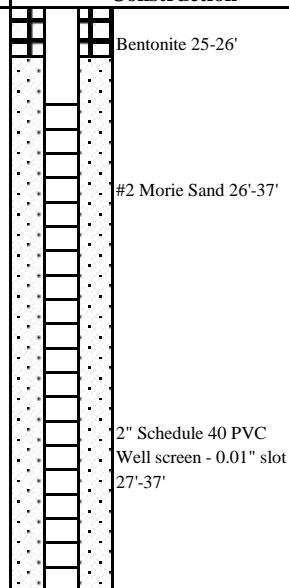 Construction
Bentonite 25-26'
#2 Morie Sand 26'-37'
2" Schedule 40 PVC
Well screen - 0.01" slot
27'-37'